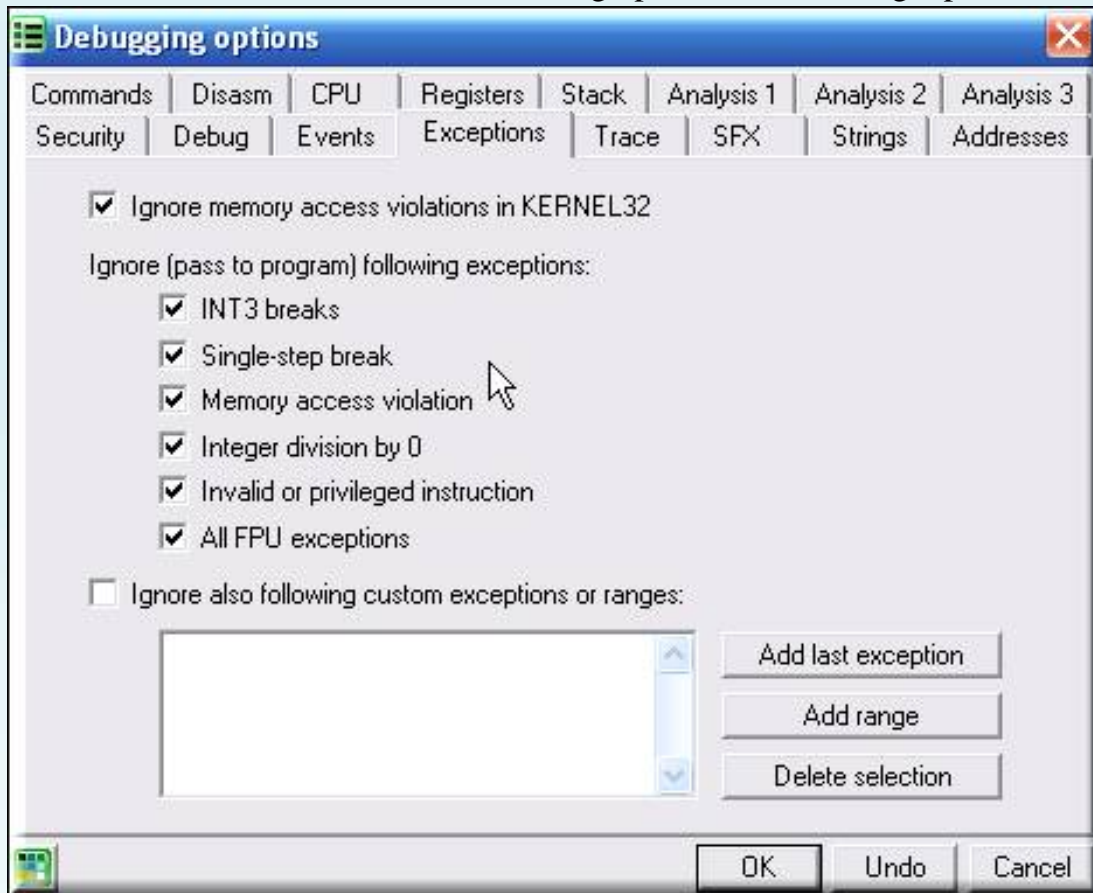 Debugging options
Commands Disasm CPU Registers Stack Analysis 1 Analysis 2 Analysis 3
Security Debug Events Exceptions Trace SFX Strings Addresses
Ignore memory access violations in KERNEL32
Ignore (pass to program) following exceptions:
INT3 breaks
Single-step break
Memory access violation
Integer division by 0
Invalid or privileged instruction
All FPU exceptions
Ignore also following custom exceptions or ranges:
Add last exception
Add range
Delete selection
OK Undo Cancel